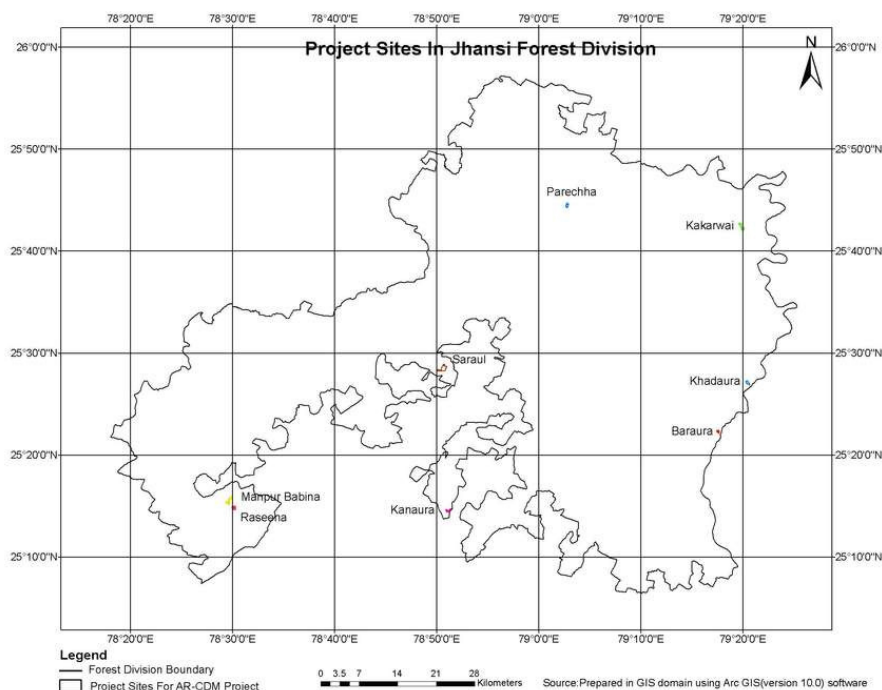 78°20'0"E 78°30'0"E 78°40'0"E 78°50'0"E 79°0'0"E 79°10'0"E 79°20'0"E
26°0'0"N 26°0'0"N
Project Sites In Jhansi Forest Division
N
25°50'0"N 25°50'0"N
Parechha
Kakarwai
25°40'0"N 25°40'0"N
25°30'0"N 25°30'0"N
Saraul
Khadaura
Baraura
25°20'0"N 25°20'0"N
Manpur Babina
Raseena
Kanaura
25°10'0"N 25°10'0"N
78°20'0"E 78°30'0"E 78°40'0"E 78°50'0"E 79°0'0"E 79°10'0"E 79°20'0"E
Legend
Forest Division Boundary
Project Sites For AR-CDM Project
0 3.5 7 14 21 28
Kilometers
Source:Prepared in GIS domain using Arc GIS(version 10.0) software